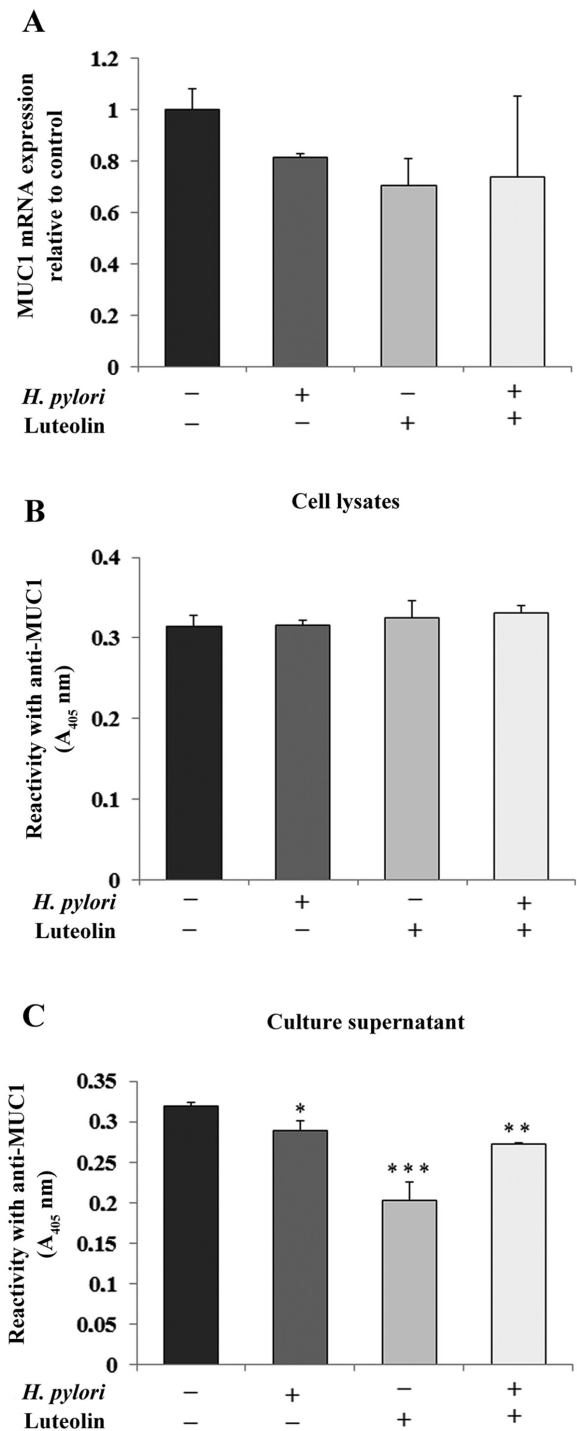 A
MUC1 mRNA expression
relative to control
1.2
1
0.8
0.6
0.4
0.2
0
H. pylori – + – +
Luteolin – – + +
B
Cell lysates
Reactivity with anti-MUC1
(A405 nm)
0.4
0.3
0.2
0.1
0
H. pylori – + – +
Luteolin – – + +
C
Culture supernatant
Reactivity with anti-MUC1
(A405 nm)
0.35
0.3
0.25
0.2
0.15
0.1
0.05
0
*
***
**
H. pylori – + – +
Luteolin – – + +